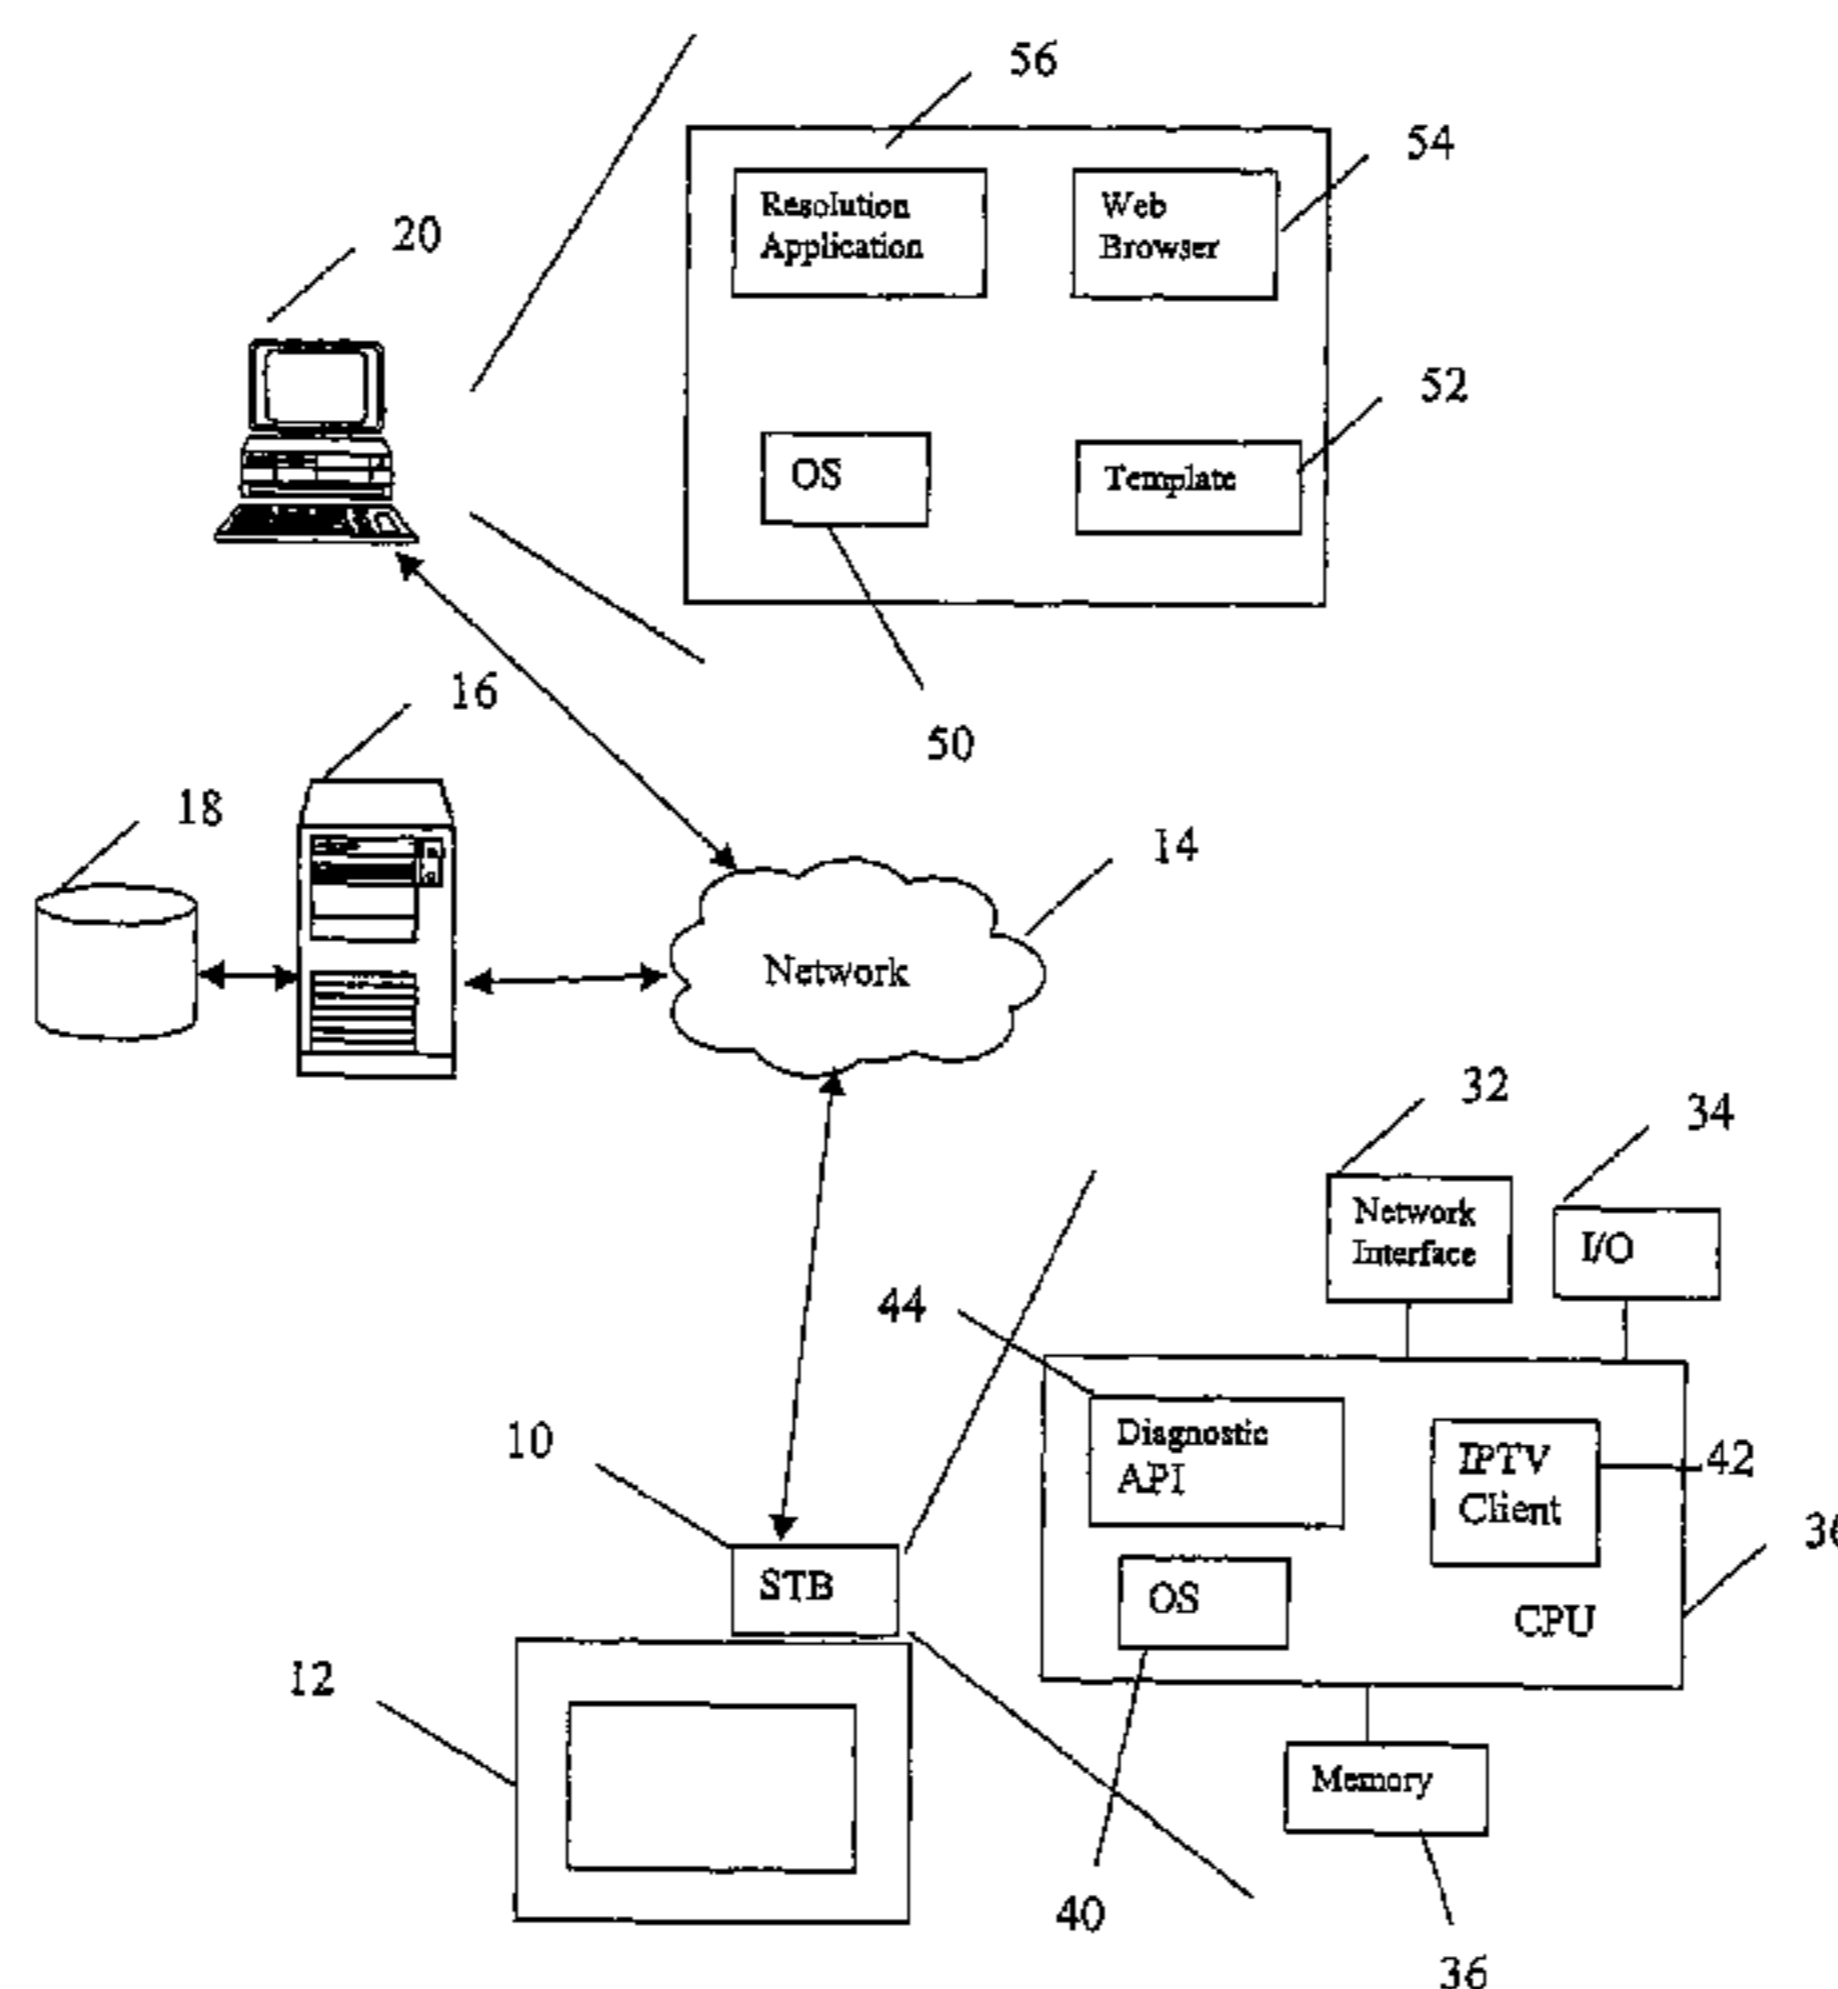 56
54
20
Resolution
Application
Web
Browser
52
OS
Template
16
50
18
14
Network
32
34
Network
Interface
I/O
44
10
Diagnostic
API
IPTV
Client
42
STB
OS
CPU
12
Memory
40
36